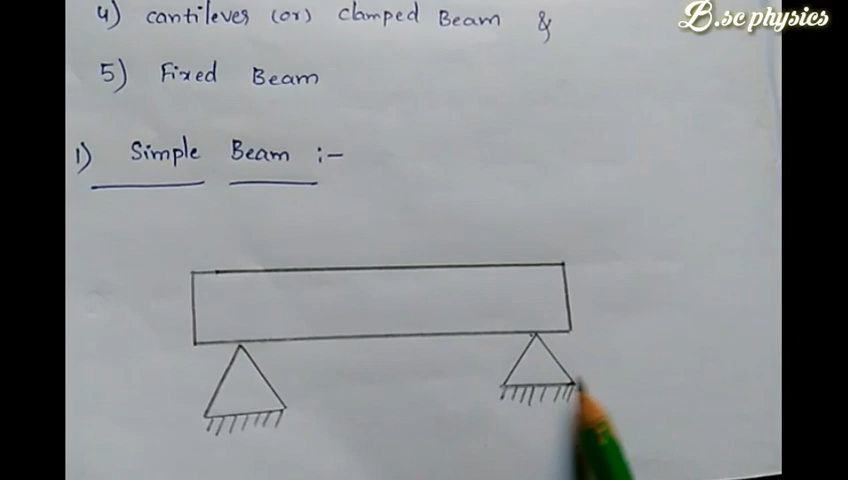 4) cantilever (or) clamped Beam &
B.sc physics
5) Fixed Beam
1) Simple Beam :-